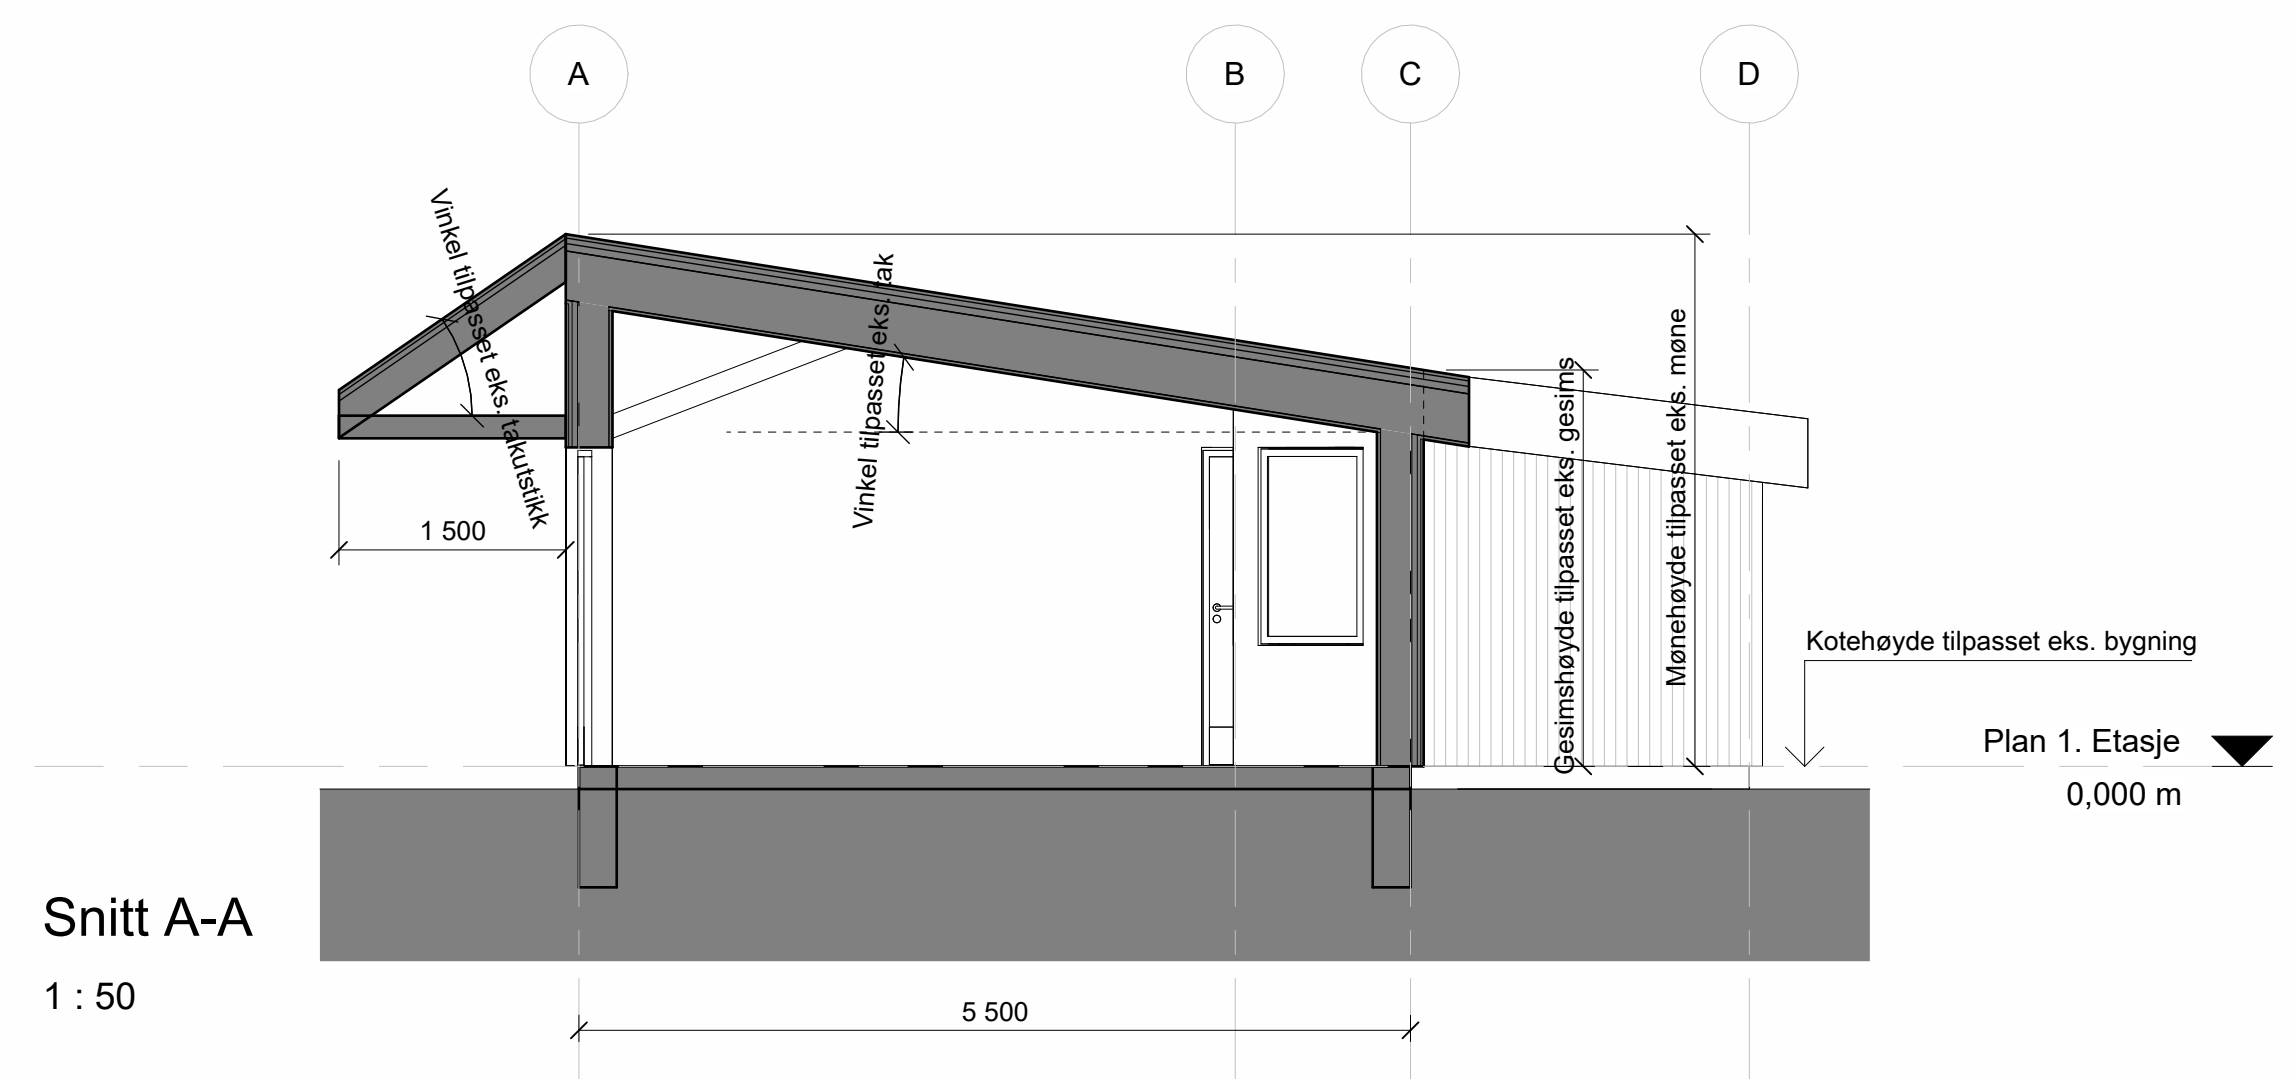 A
B
C
D
Vinkel tilpasset eks. takutstikk
Vinkel tilpasset eks. tak
Gesimshøyde tilpasset eks. gesims
Mønehøyde tilpasset eks. møne
1 500
Kotehøyde tilpasset eks. bygning
Plan 1. Etasje
0,000 m
Snitt A-A
1 : 50
5 500